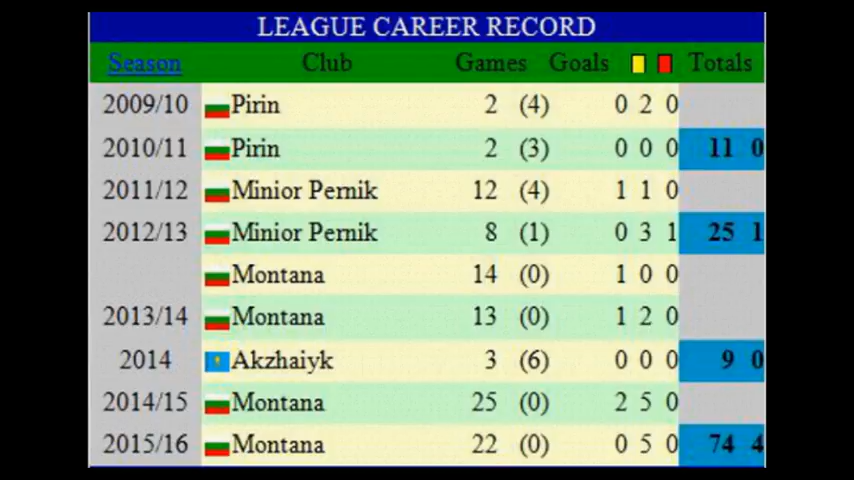 LEAGUE CAREER RECORD
Season Club Games Goals Totals
2009/10 Pirin 2 (4) 0 2 0
2010/11 Pirin 2 (3) 0 0 0 11 0
2011/12 Minior Pernik 12 (4) 1 1 0
2012/13 Minior Pernik 8 (1) 0 3 1 25 1
Montana 14 (0) 1 0 0
2013/14 Montana 13 (0) 1 2 0
2014 Akzhaiyk 3 (6) 0 0 0 9 0
2014/15 Montana 25 (0) 2 5 0
2015/16 Montana 22 (0) 0 5 0 74 4